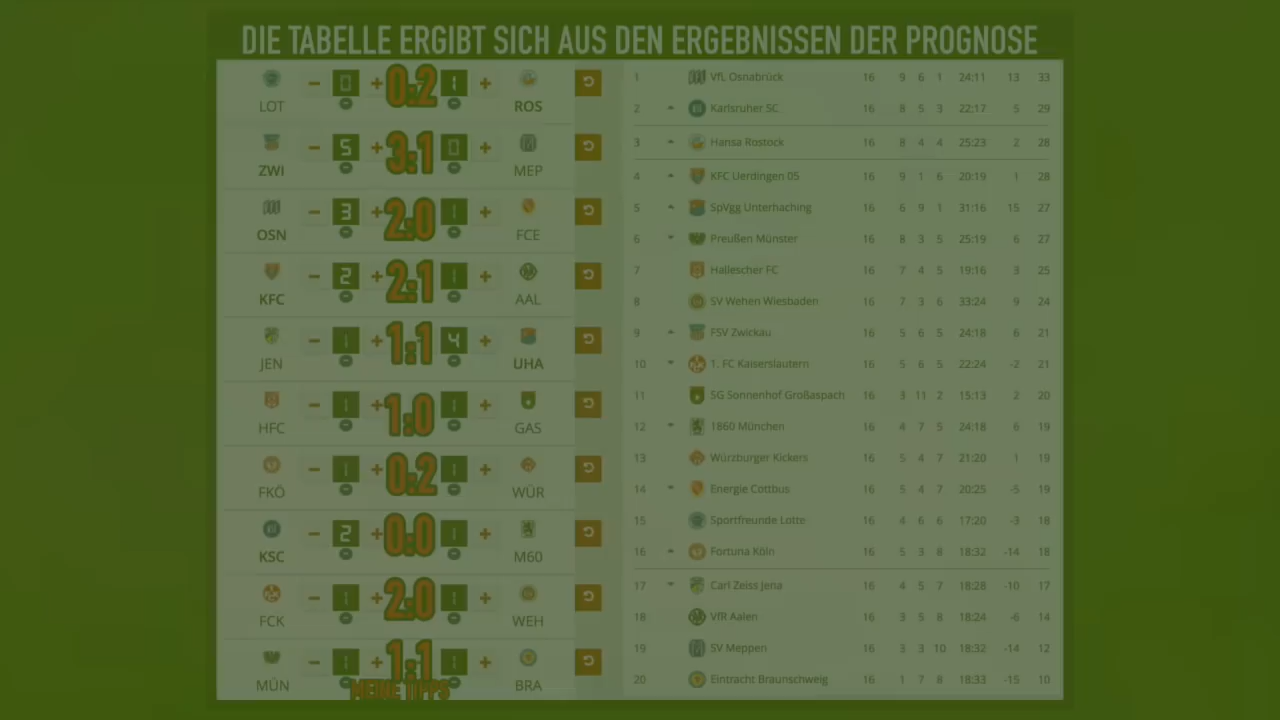 DIE TABELLE ERGIBT SICH AUS DEN ERGEBNISSEN DER PROGNOSE
LOT - 0 + 0:2 1 + ROS
ZWI - 5 + 3:1 0 + MEP
OSN - 3 + 2:0 1 + FCE
KFC - 2 + 2:1 1 + AAL
JEN - 1 + 1:1 4 + UHA
HFC - 1 + 1:0 1 + GAS
FKÖ - 1 + 0:2 1 + WÜR
KSC - 2 + 0:0 1 + M60
FCK - 1 + 2:0 1 + WEH
MÜN - 1 + 1:1 1 + BRA
MEINE TIPPS
1 VfL Osnabrück 16 9 6 1 24:11 13 33
2 Karlsruher SC 16 8 5 3 22:17 5 29
3 Hansa Rostock 16 8 4 4 25:23 2 28
4 KFC Uerdingen 05 16 9 1 6 20:19 1 28
5 SpVgg Unterhaching 16 6 9 1 31:16 15 27
6 Preußen Münster 16 8 3 5 25:19 6 27
7 Hallescher FC 16 7 4 5 19:16 3 25
8 SV Wehen Wiesbaden 16 7 3 6 33:24 9 24
9 FSV Zwickau 16 5 6 5 24:18 6 21
10 1. FC Kaiserslautern 16 5 6 5 22:24 -2 21
11 SG Sonnenhof Großaspach 16 3 11 2 15:13 2 20
12 1860 München 16 4 7 5 24:18 6 19
13 Würzburger Kickers 16 5 4 7 21:20 1 19
14 Energie Cottbus 16 5 4 7 20:25 -5 19
15 Sportfreunde Lotte 16 4 6 6 17:20 -3 18
16 Fortuna Köln 16 5 3 8 18:32 -14 18
17 Carl Zeiss Jena 16 4 5 7 18:28 -10 17
18 VfR Aalen 16 3 5 8 18:24 -6 14
19 SV Meppen 16 3 3 10 18:32 -14 12
20 Eintracht Braunschweig 16 1 7 8 18:33 -15 10